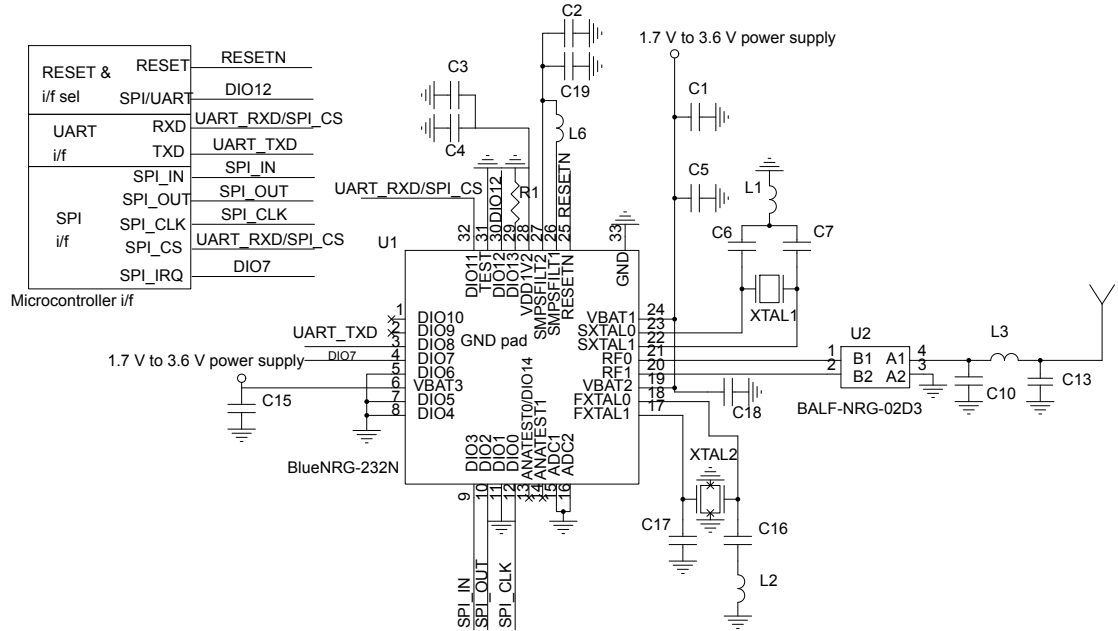 C2
1.7 V to 3.6 V power supply
C19
C3
C4
L6
R1
C1
C5
RESET &
i/f sel
RESET
RESETN
SPI/UART
DIO12
UART
i/f
RXD
UART_RXD/SPI_CS
TXD
UART_TXD
SPI
i/f
SPI_IN
SPI_IN
SPI_OUT
SPI_OUT
SPI_CLK
SPI_CLK
SPI_CS
UART_RXD/SPI_CS
SPI_IRQ
DIO7
Microcontroller i/f
UART_RXD/SPI_CS
DIO12
RESETN
L1
C6
C7
XTAL1
U1
32
31
30
29
28
27
26
25
33
DIO11
TEST
DIO12
DIO13
VDD1V2
SMPSFILT2
SMPSFILT1
RESETN
GND
GND pad
UART_TXD
DIO7
1.7 V to 3.6 V power supply
C15
1 DIO10
2 DIO9
3 DIO8
4 DIO7
5 DIO6
6 VBAT3
7 DIO5
8 DIO4
VBAT1 24
SXTAL0 23
SXTAL1 22
RF0 21
RF1 20
VBAT2 19
FXTAL0 18
FXTAL1 17
DIO3
DIO2
DIO1
DIO0
ANATEST0/DIO14
ANATEST1
ADC1
ADC2
9
10
11
12
13
14
15
16
BlueNRG-232N
SPI_IN
SPI_OUT
SPI_CLK
U2
1 B1 A1 4
2 B2 A2 3
BALF-NRG-02D3
L3
C10
C13
C18
XTAL2
C17
C16
L2